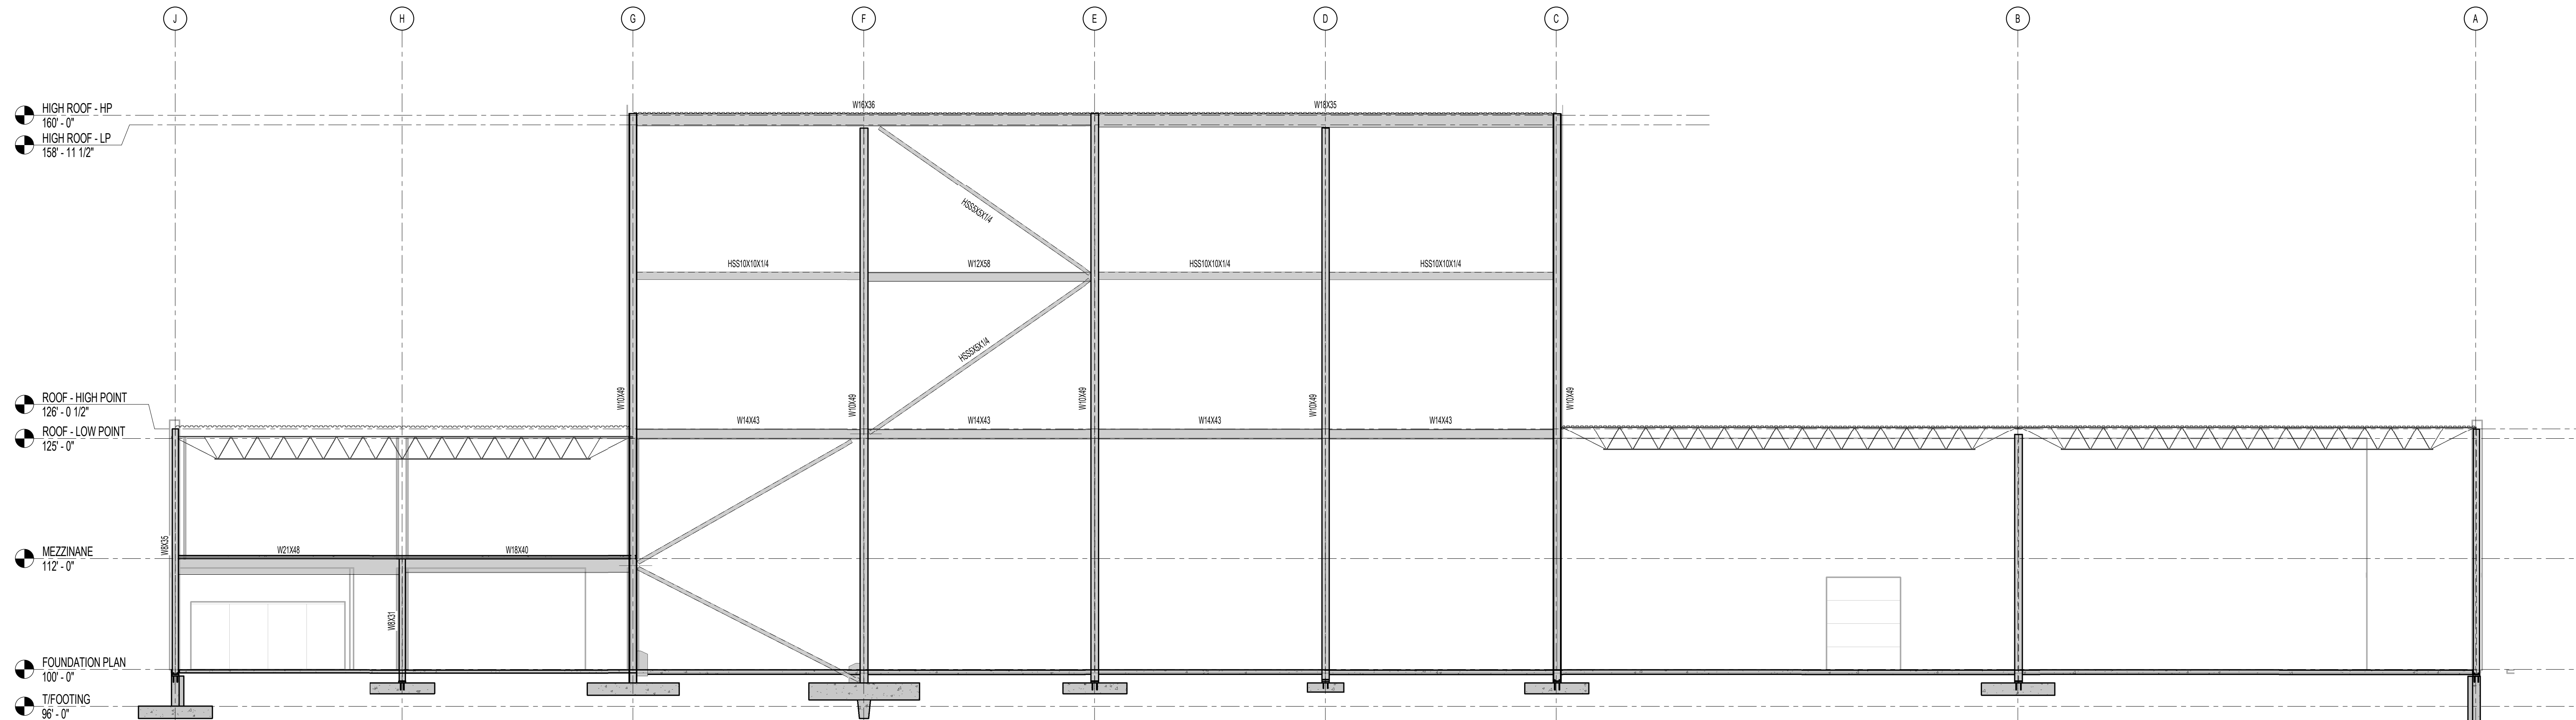 J H G F E D C B A
HIGH ROOF - HP
160' - 0"
HIGH ROOF - LP
158' - 11 1/2"
W16X36 W18X35
HSS5X5X1/4
HSS10X10X1/4 W12X58 HSS10X10X1/4 HSS10X10X1/4
HSS5X5X1/4
W10X49 W10X49 W10X49 W10X49 W10X49
ROOF - HIGH POINT
126' - 0 1/2"
W14X43 W14X43 W14X43 W14X43
ROOF - LOW POINT
125' - 0"
W8X35
W21X48 W18X40
MEZZINANE
112' - 0"
W8X31
FOUNDATION PLAN
100' - 0"
T/FOOTING
96' - 0"